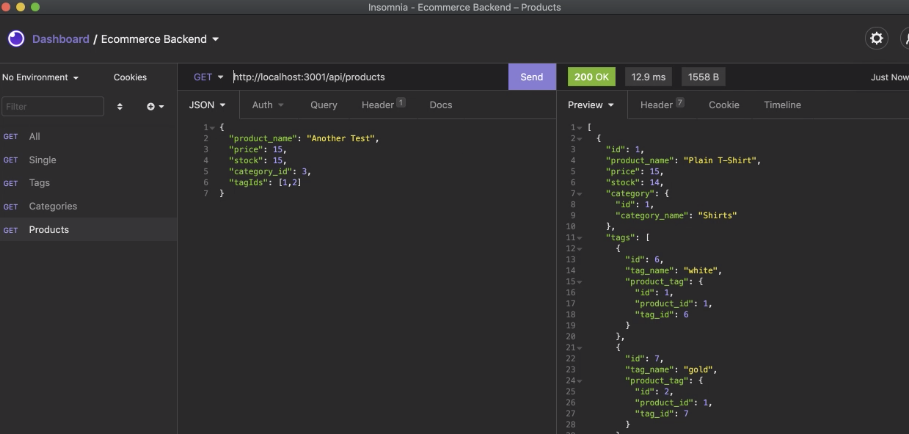 Insomnia - Ecommerce Backend – Products
Dashboard / Ecommerce Backend
No Environment
Cookies
GET http://localhost:3001/api/products
Send
200 OK 12.9 ms 1558 B
Just Now
Filter
GET All
GET Single
GET Tags
GET Categories
GET Products
JSON Auth Query Header 1 Docs
1 {
2 "product_name": "Another Test",
3 "price": 15,
4 "stock": 15,
5 "category_id": 3,
6 "tagIds": [1,2]
7 }
Preview Header 7 Cookie Timeline
1 [
2 {
3 "id": 1,
4 "product_name": "Plain T-Shirt",
5 "price": 15,
6 "stock": 14,
7 "category": {
8 "id": 1,
9 "category_name": "Shirts"
10 },
11 "tags": [
12 {
13 "id": 6,
14 "tag_name": "white",
15 "product_tag": {
16 "id": 1,
17 "product_id": 1,
18 "tag_id": 6
19 }
20 },
21 {
22 "id": 7,
23 "tag_name": "gold",
24 "product_tag": {
25 "id": 2,
26 "product_id": 1,
27 "tag_id": 7
28 }